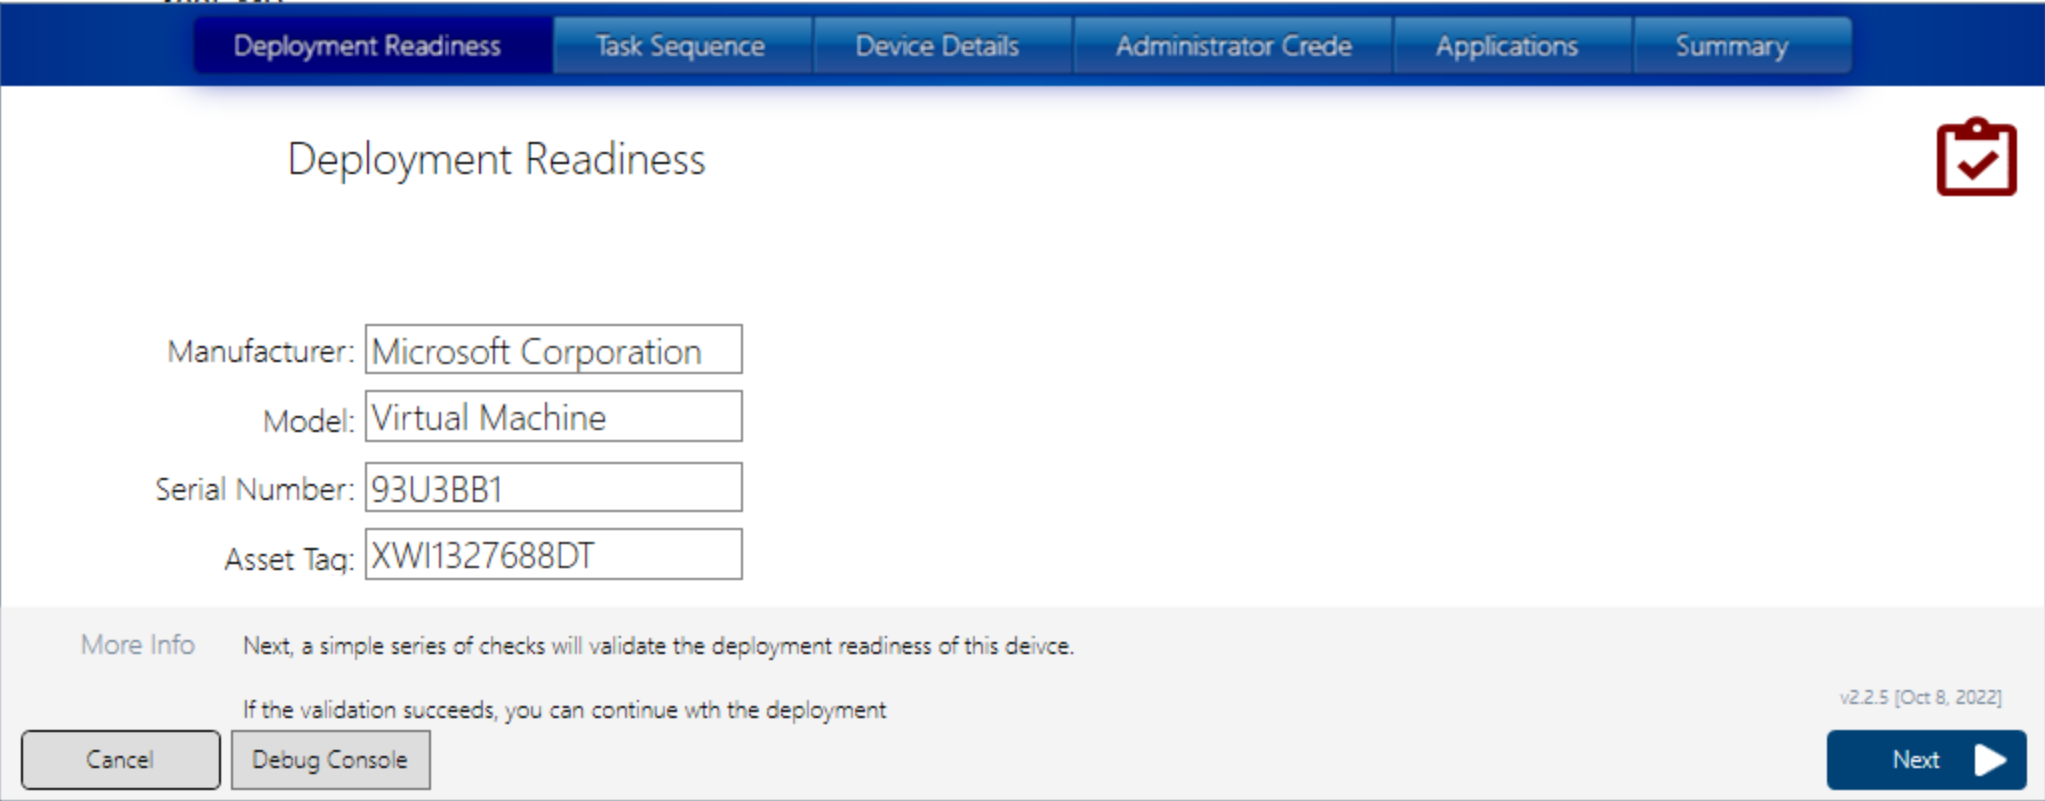 Deployment Readiness Task Sequence Device Details Administrator Crede Applications Summary
Deployment Readiness
Manufacturer: Microsoft Corporation
Model: Virtual Machine
Serial Number: 93U3BB1
Asset Tag: XWI1327688DT
More Info Next, a simple series of checks will validate the deployment readiness of this deivce.
v2.2.5 [Oct 8, 2022]
If the validation succeeds, you can continue wth the deployment
Cancel Debug Console Next